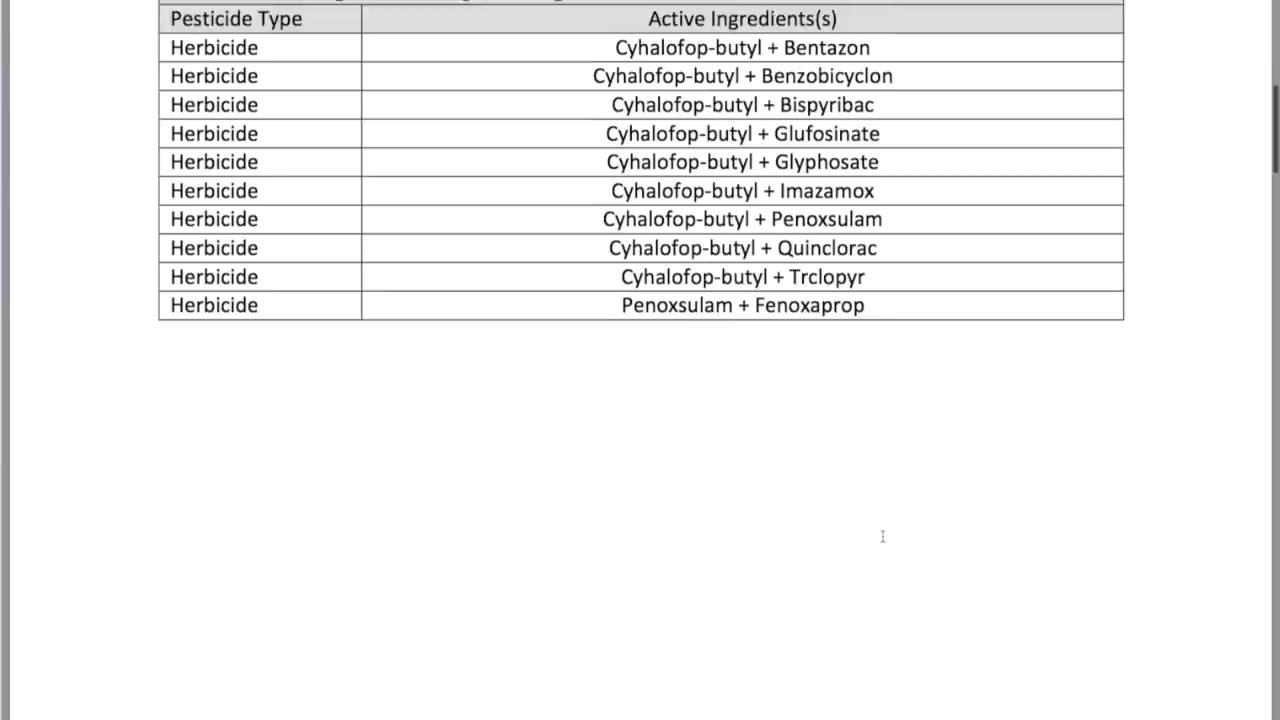 Pesticide Type Active Ingredients(s)
Herbicide Cyhalofop-butyl + Bentazon
Herbicide Cyhalofop-butyl + Benzobicyclon
Herbicide Cyhalofop-butyl + Bispyribac
Herbicide Cyhalofop-butyl + Glufosinate
Herbicide Cyhalofop-butyl + Glyphosate
Herbicide Cyhalofop-butyl + Imazamox
Herbicide Cyhalofop-butyl + Penoxsulam
Herbicide Cyhalofop-butyl + Quinclorac
Herbicide Cyhalofop-butyl + Trclopyr
Herbicide Penoxsulam + Fenoxaprop